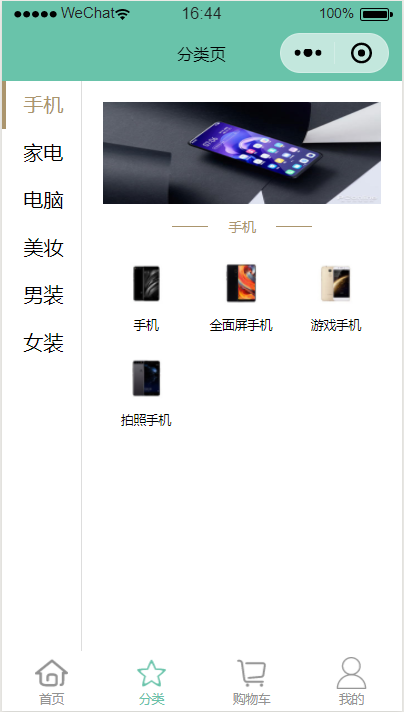 WeChat 16:44 100%
分类页
手机
家电
电脑
美妆
男装
女装
手机
手机 全面屏手机 游戏手机
拍照手机
首页 分类 购物车 我的